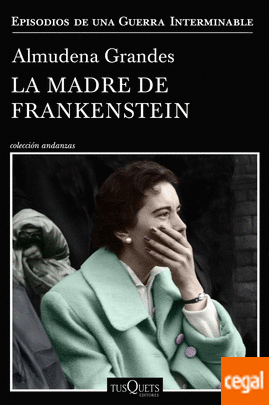 EPISODIOS DE UNA GUERRA INTERMINABLE
Almudena Grandes
LA MADRE DE
FRANKENSTEIN
colección andanzas
TUSQUETS
EDITORES
cegal